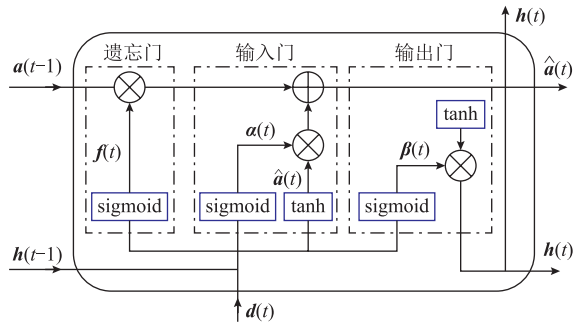 h(t)
遗忘门 输入门 输出门
a(t−1) â(t)
tanh
α(t) β(t)
f(t)
â(t)
sigmoid sigmoid tanh sigmoid
h(t−1) h(t)
d(t)